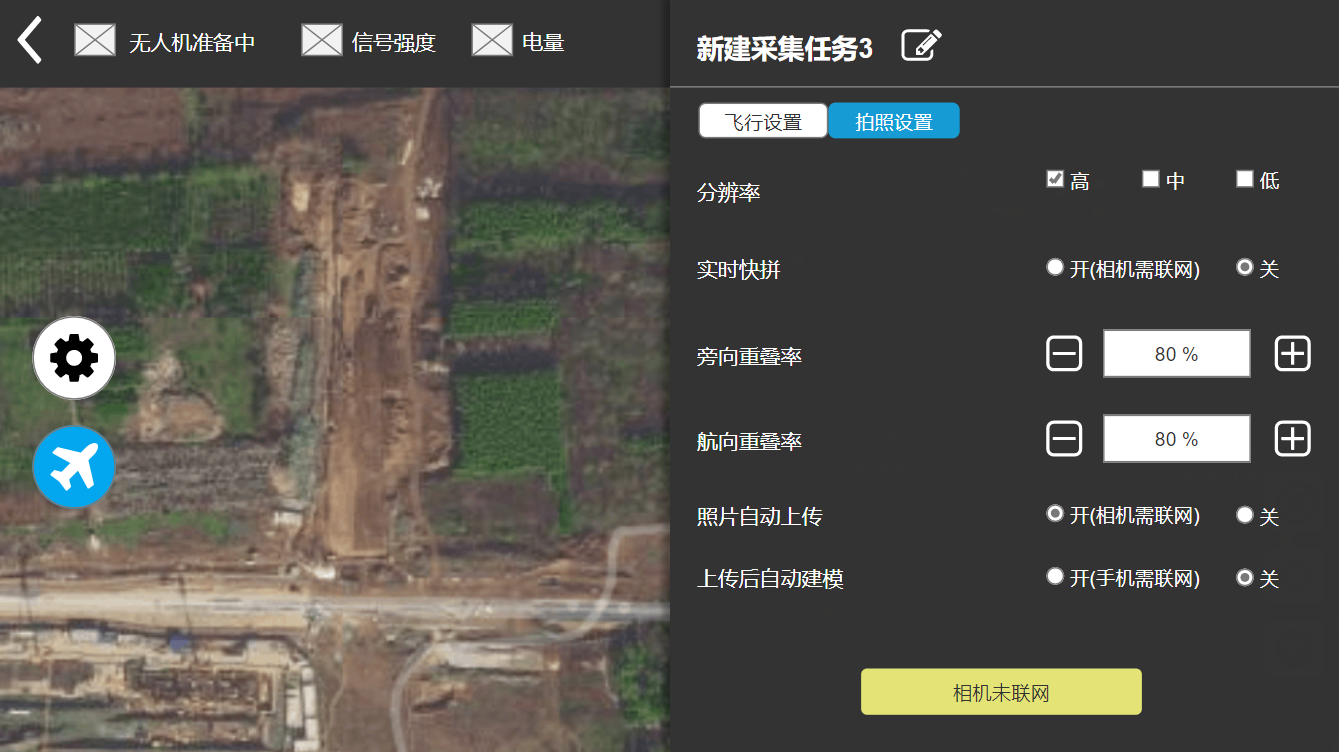 无人机准备中 信号强度 电量
新建采集任务3
飞行设置 拍照设置
分辨率 高 中 低
实时快拼 开(相机需联网) 关
旁向重叠率 80 %
航向重叠率 80 %
照片自动上传 开(相机需联网) 关
上传后自动建模 开(手机需联网) 关
相机未联网